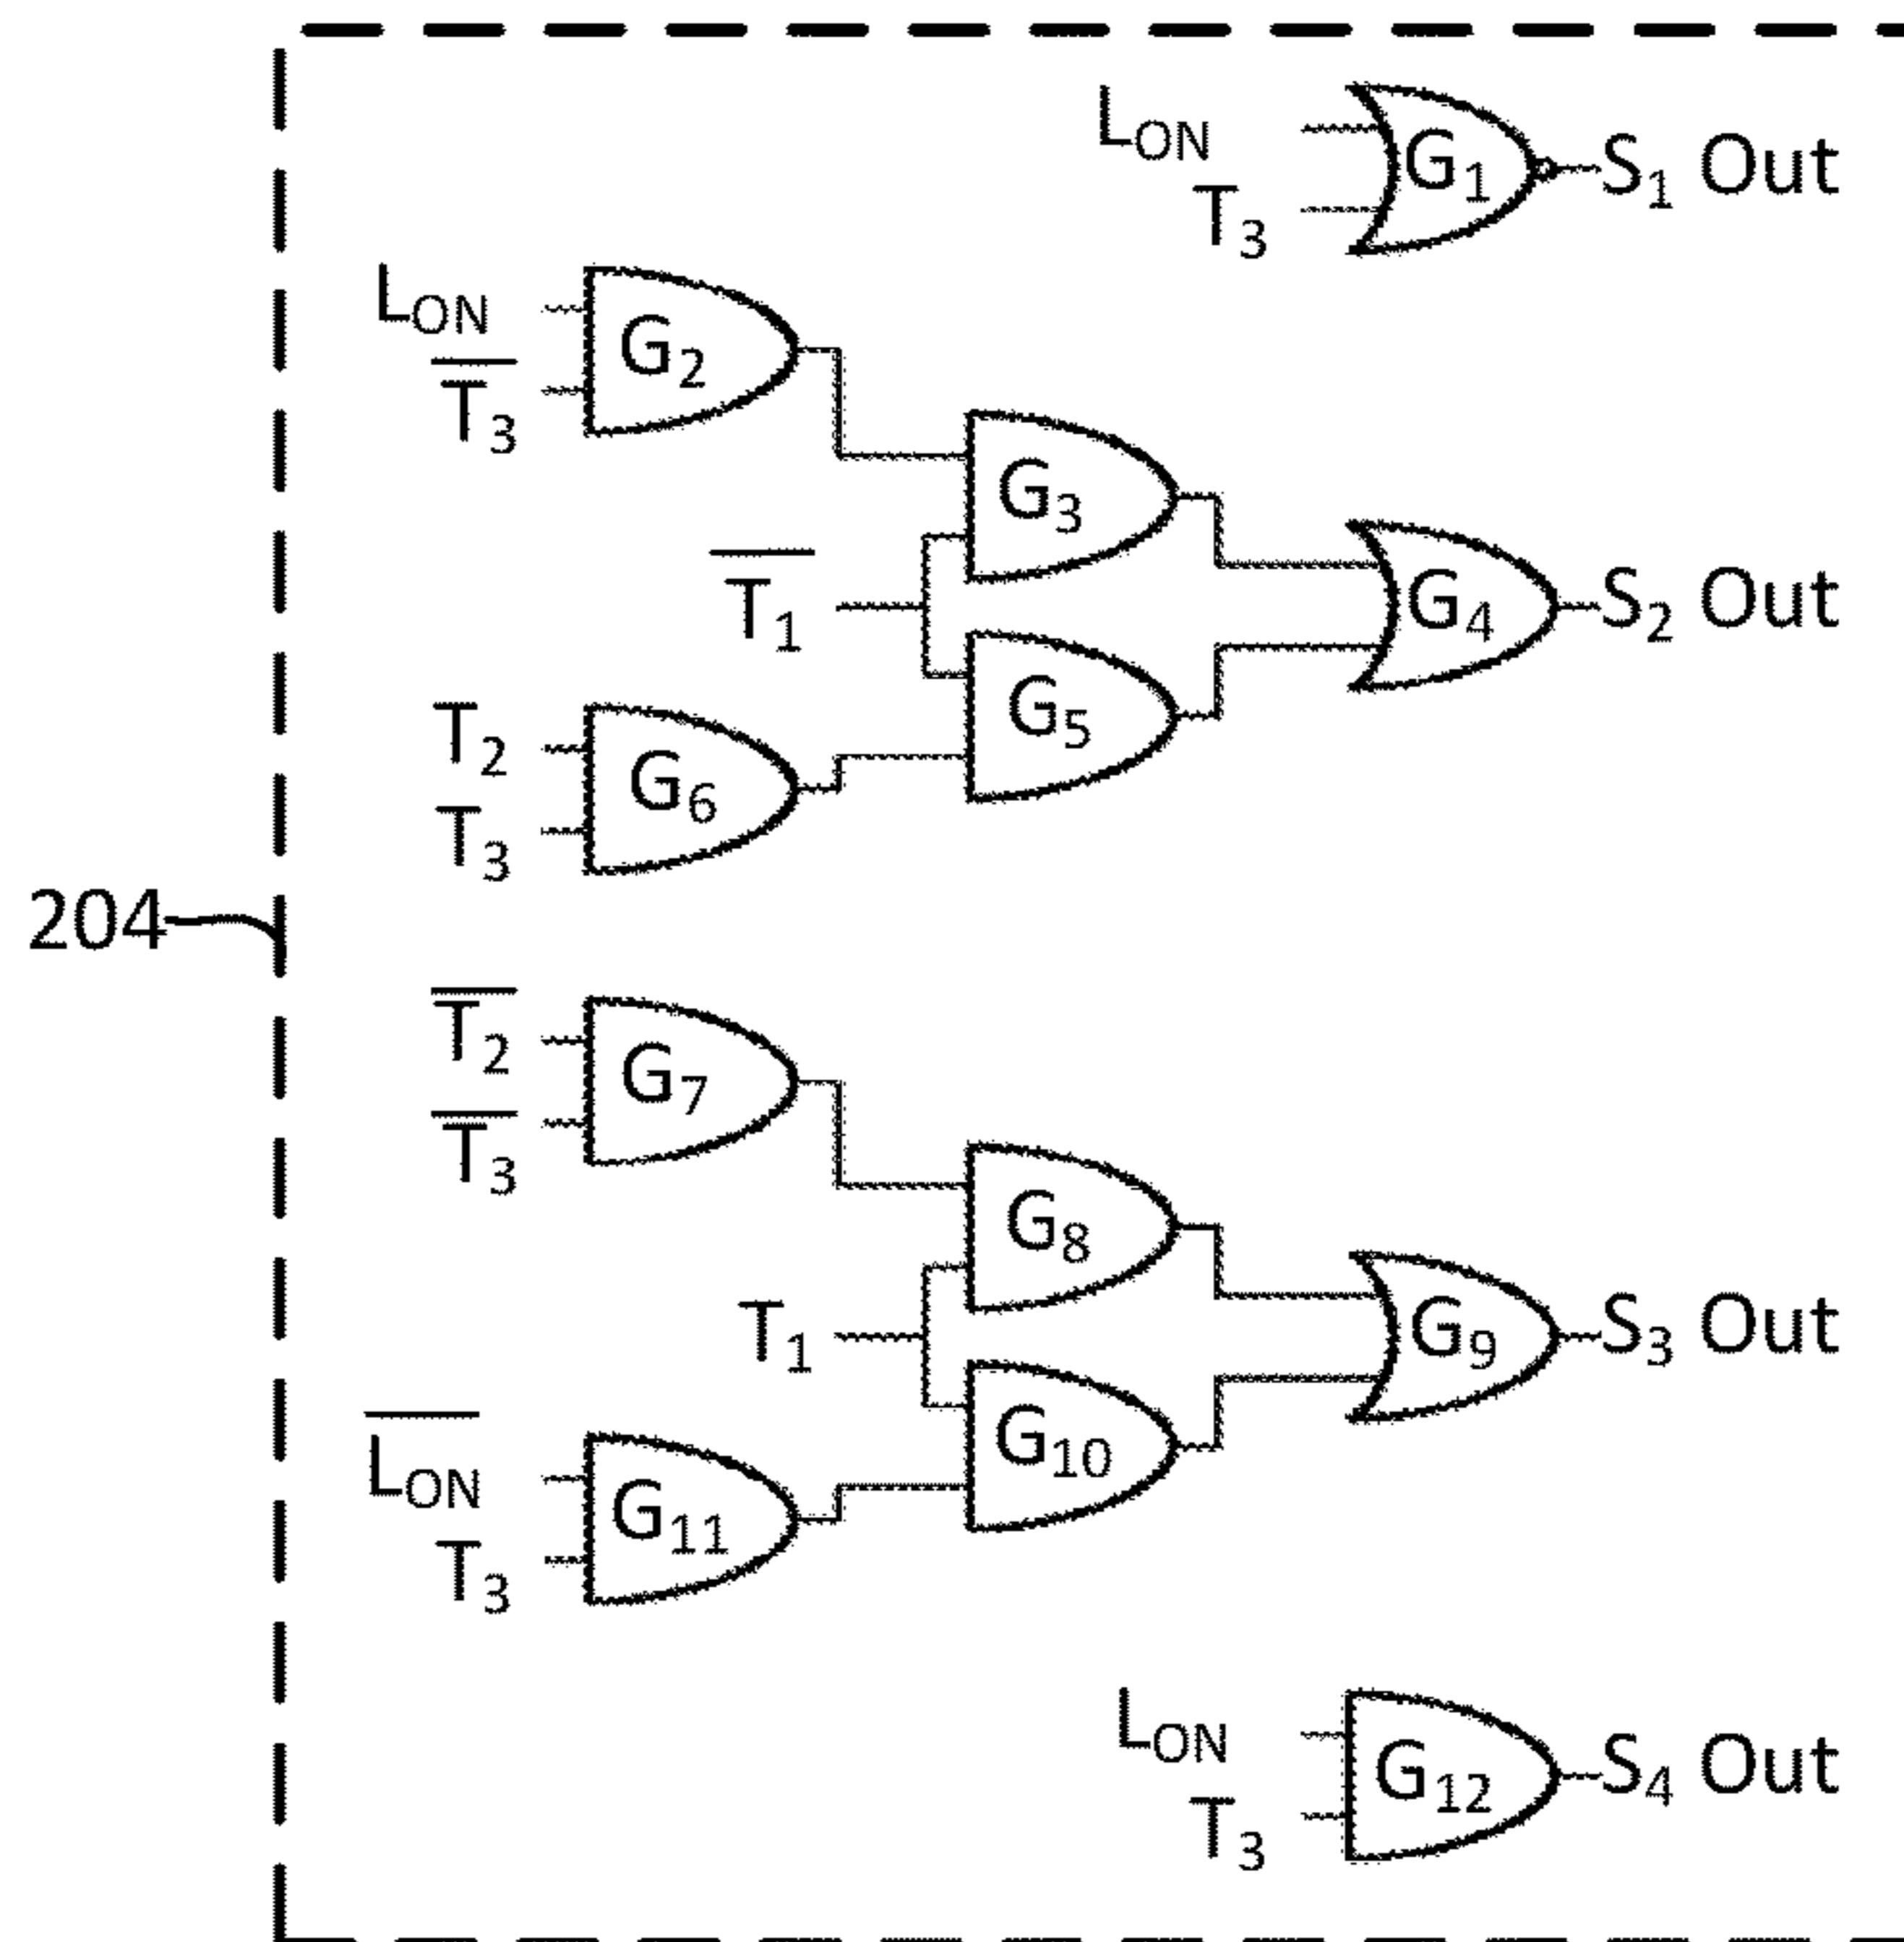 L_ON
T_3
G_1
S_1 Out
L_ON
T̅_3
G_2
G_3
T̅_1
G_4
S_2 Out
G_5
T_2
T_3
G_6
204
T̅_2
T̅_3
G_7
G_8
T_1
G_9
S_3 Out
G_10
L̅_ON
T_3
G_11
L_ON
T_3
G_12
S_4 Out